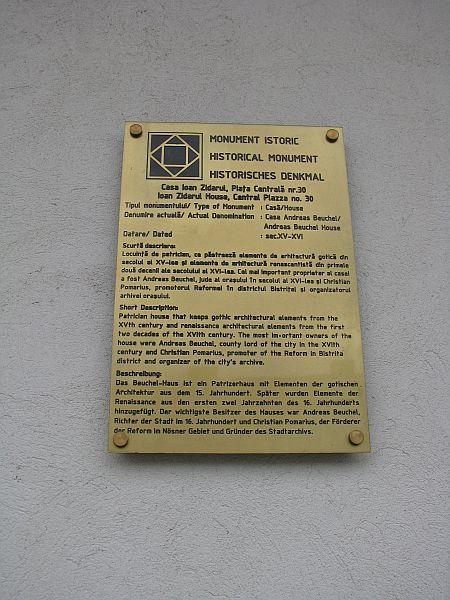 MONUMENT ISTORIC
HISTORICAL MONUMENT
HISTORISCHES DENKMAL
Casa Ioan Zidarul, Piața Centrală nr.30
Ioan Zidarul House, Central Piazza no. 30
Tipul monumentului/ Type of Monument : Casă/House
Denumire actuală/ Actual Denomination : Casa Andreas Beuchel/
Andreas Beuchel House
Datare/ Dated : sec.XV-XVI
Scurtă descriere:
Locuință de patrician, ce păstrează elemente de arhitectură gotică din
secolul al XV-lea și elemente de arhitectură renascentistă din primele
două decenii ale secolului al XVI-lea. Cel mai important proprietar al casei
a fost Andreas Beuchel, jude al orașului în secolul al XVI-lea și Christian
Pomarius, promotorul Reformei în districtul Bistriței și organizatorul
arhivei orașului.
Short Description:
Patrician house that keeps gothic architectural elements from the
XVth century and renaissance architectural elements from the first
two decades of the XVIth century. The most important owners of the
house were Andreas Beuchel, county lord of the city in the XVIth
century and Christian Pomarius, promoter of the Reform in Bistrita
district and organizer of the city's archive.
Beschreibung:
Das Beuchel-Haus ist ein Patrizerhaus mit Elementen der gotischen
Architektur aus dem 15. Jahrhundert. Später wurden Elemente der
Renaissance aus den ersten zwei Jarhzehnten des 16. Jahrhunderts
hinzugefügt. Der wichtigste Besitzer des Hauses war Andreas Beuchel,
Richter der Stadt im 16. Jahrhundert und Christian Pomarius, der Förderer
der Reform in Nösner Gebiet und Gründer des Stadtarchivs.